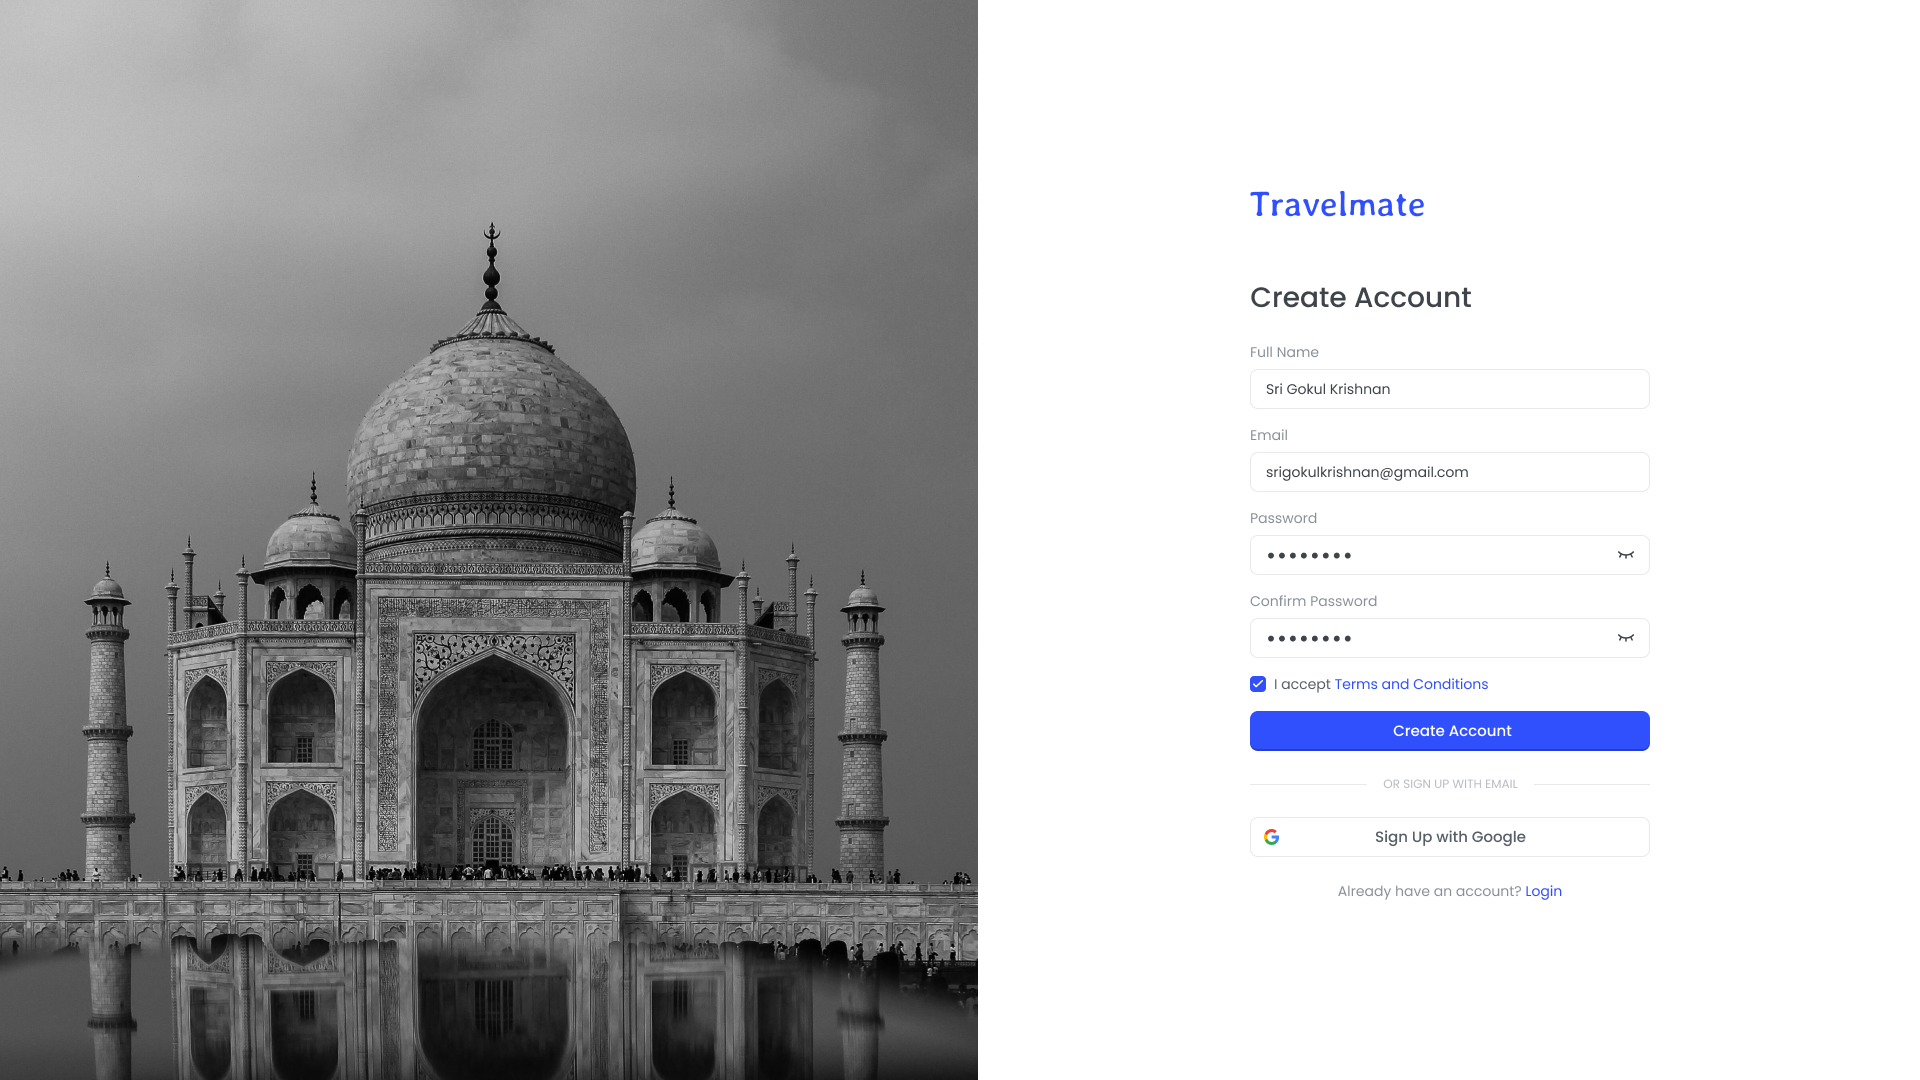 Travelmate
Create Account
Full Name
Sri Gokul Krishnan
Email
srigokulkrishnan@gmail.com
Password
••••••••
Confirm Password
••••••••
I accept Terms and Conditions
Create Account
OR SIGN UP WITH EMAIL
Sign Up with Google
Already have an account? Login